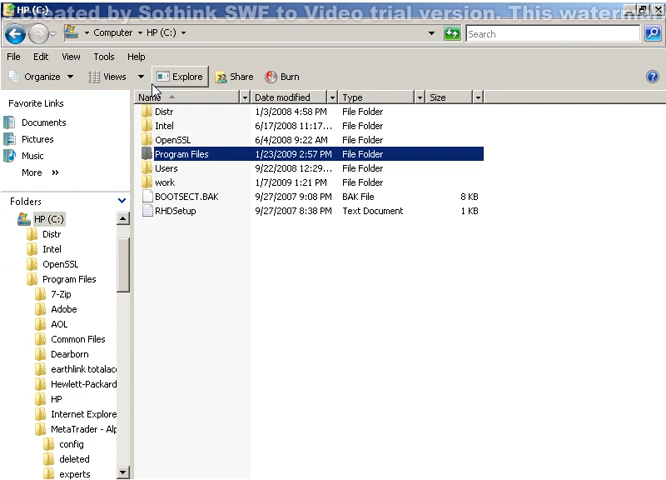 HP (C:)
created by Sothink SWF to Video trial version. This watermar
Computer HP (C:)
Search
File Edit View Tools Help
Organize Views Explore Share Burn
Favorite Links
Documents
Pictures
Music
More >>
Folders
HP (C:)
Distr
Intel
OpenSSL
Program Files
7-Zip
Adobe
AOL
Common Files
Dearborn
earthlink totalac
Hewlett-Packard
HP
Internet Explore
MetaTrader - Alp
config
deleted
experts
Name Date modified Type Size
Distr 1/3/2008 4:58 PM File Folder
Intel 6/17/2008 11:17... File Folder
OpenSSL 6/4/2008 9:22 AM File Folder
Program Files 1/23/2009 2:57 PM File Folder
Users 9/22/2008 12:29... File Folder
work 1/7/2009 1:21 PM File Folder
BOOTSECT.BAK 9/27/2007 9:08 PM BAK File 8 KB
RHDSetup 9/27/2007 8:38 PM Text Document 1 KB